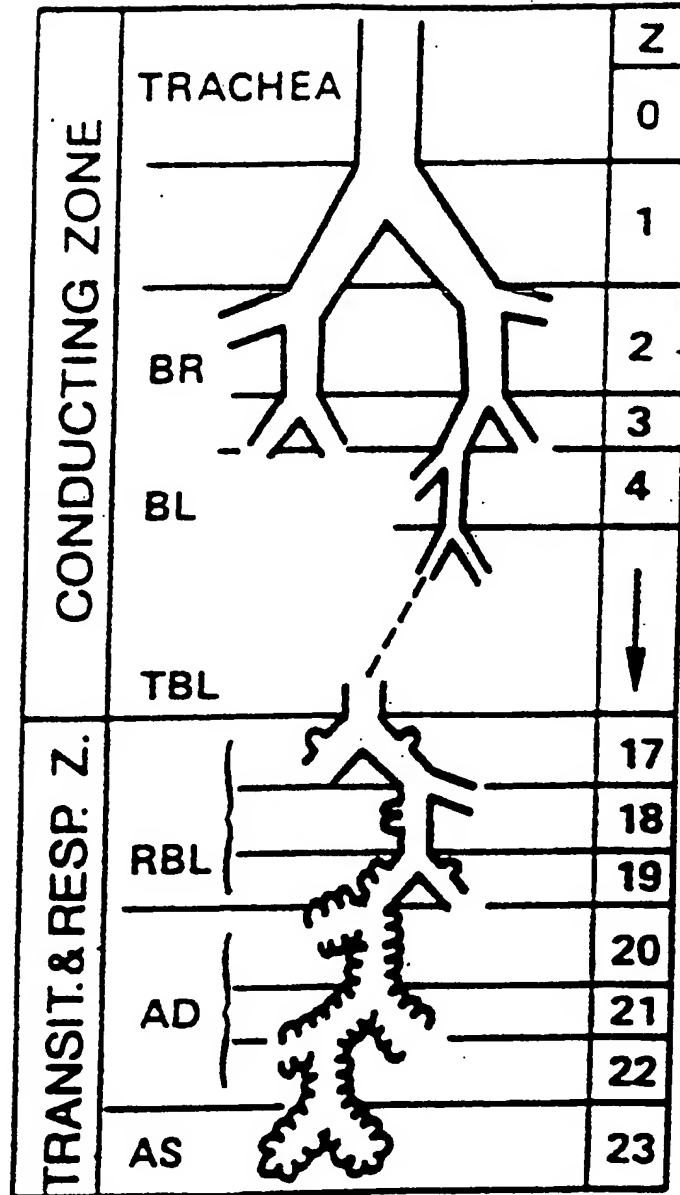 Z
TRACHEA
0
CONDUCTING ZONE
1
BR
2
3
BL
4
TBL
TRANSIT. & RESP. Z.
17
RBL
18
19
20
AD
21
22
AS
23